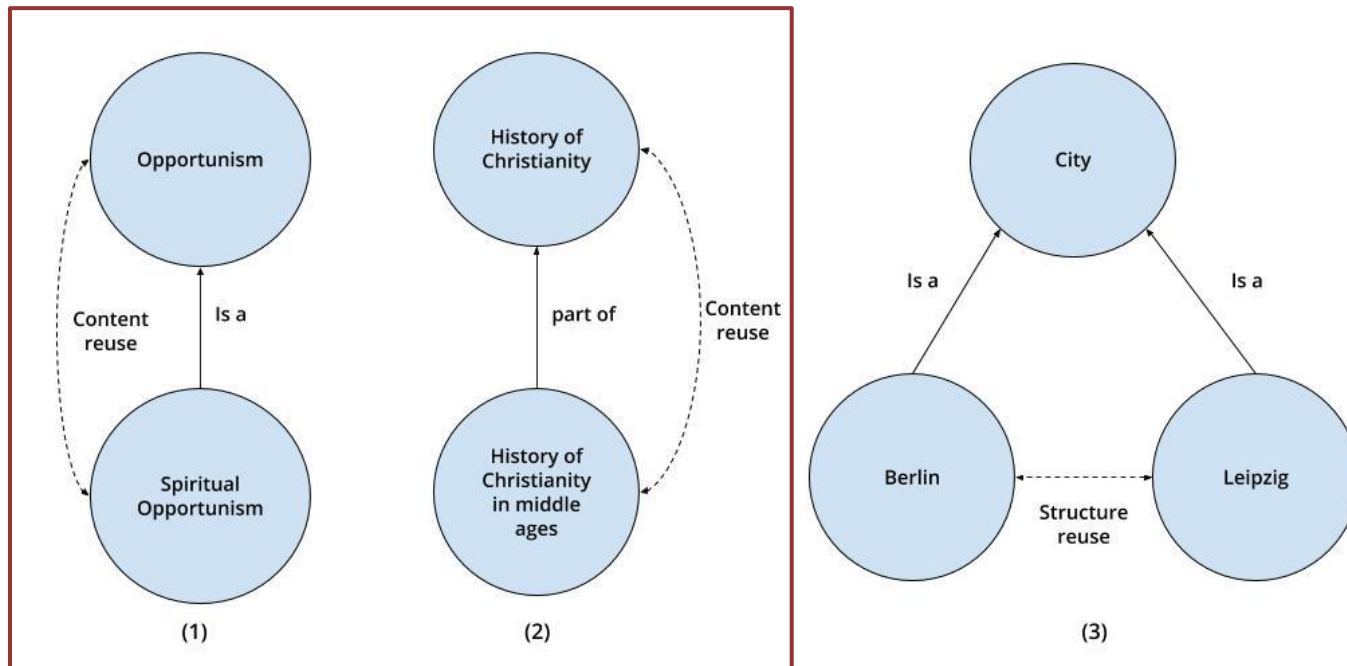 Opportunism
Content
reuse
Is a
Spiritual
Opportunism
(1)
History of
Christianity
part of
Content
reuse
History of
Christianity
in middle
ages
(2)
City
Is a
Is a
Berlin
Structure
reuse
Leipzig
(3)